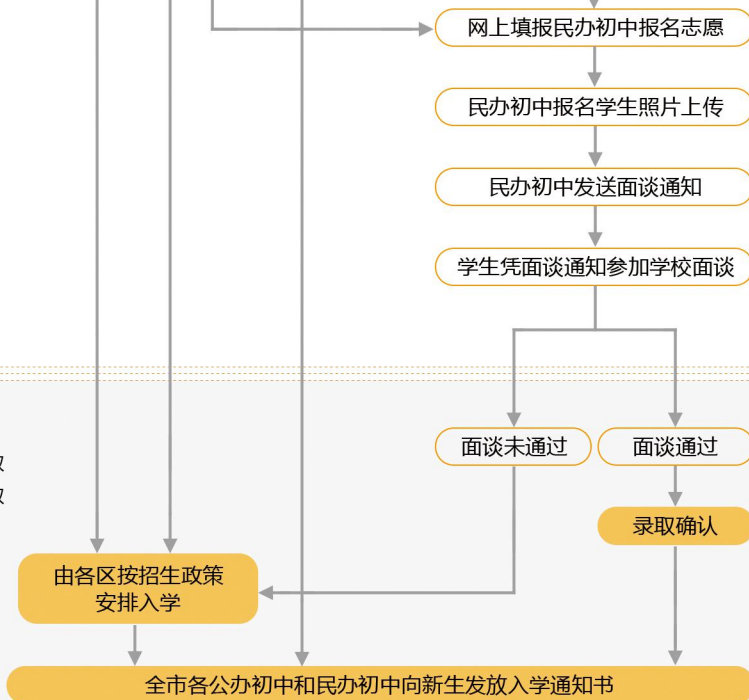 网上填报民办初中报名志愿
民办初中报名学生照片上传
民办初中发送面谈通知
学生凭面谈通知参加学校面谈
面谈未通过
面谈通过
录取确认
由各区按招生政策
安排入学
全市各公办初中和民办初中向新生发放入学通知书